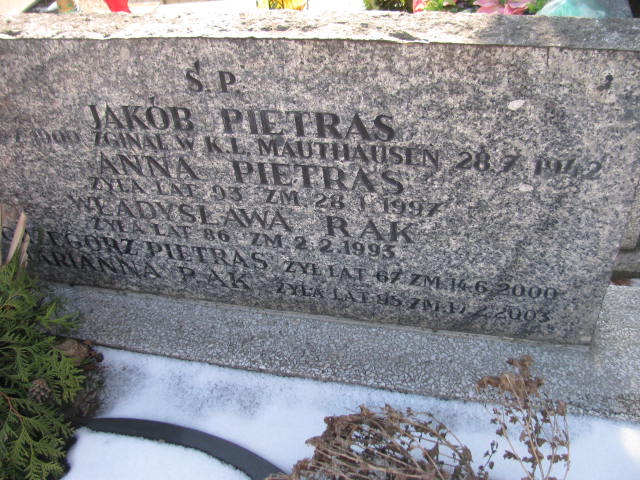 Ś. P.
JAKÓB PIETRAS
1900 ZGINĄŁ W K.L. MAUTHAUSEN 28.7.1942
ANNA PIETRAS
ŻYŁA LAT 93 ZM. 28.1.1997
WŁADYSŁAWA RAK
ŻYŁA LAT 86 ZM 2.2.1993
GRZEGORZ PIETRAS ŻYŁ LAT 67 ZM. 14.6.2000
MARIANNA RAK ŻYŁA LAT 95 ZM.